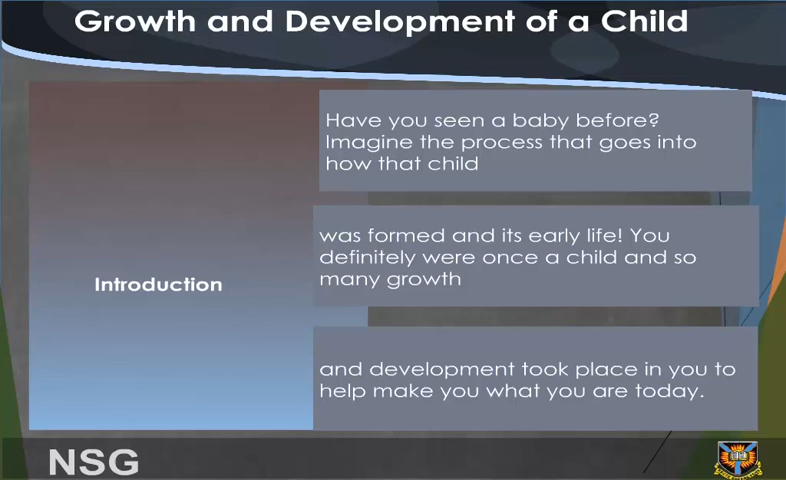 Growth and Development of a Child
Have you seen a baby before?
Imagine the process that goes into
how that child
was formed and its early life! You
definitely were once a child and so
many growth
Introduction
and development took place in you to
help make you what you are today.
NSG